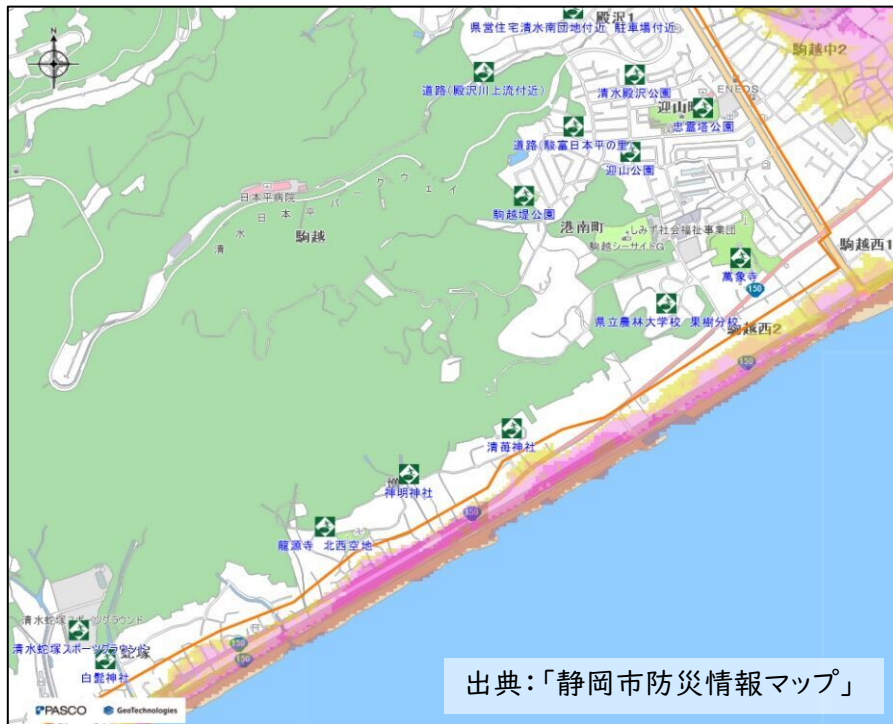 N
殿沢1
県営住宅清水南団地付近 駐車場付近
駒越中2
道路(殿沢川上流付近)
清水殿沢公園
ENEOS
迎山町
忠霊塔公園
道路(駿富日本平の里)
迎山公園
日本平病院
清水日本平パークウェイ
駒越
駒越堤公園
港南町
しみず社会福祉事業団
駒越シーサイドG
駒越西1
萬象寺
150
県立農林大学校 果樹分校
駒越西2
150
清苺神社
神明神社
150
龍源寺 北西空地
清水蛇塚スポーツグラウンド
清水蛇塚スポーツグラウンド
蛇塚
白髭神社
150
150
出典:「静岡市防災情報マップ」
PASCO GeoTechnologies